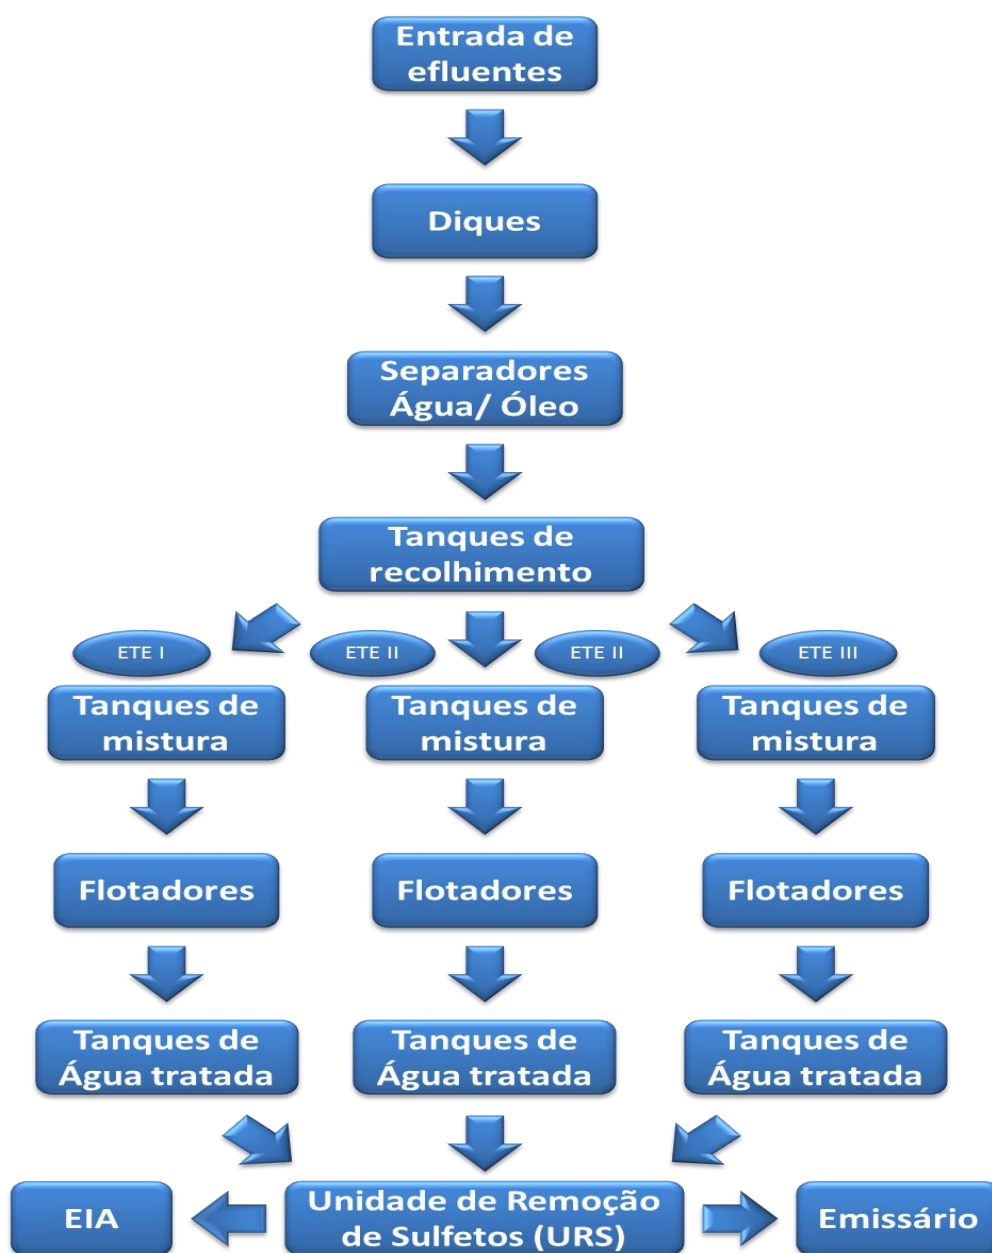 Entrada de
efluentes
Diques
Separadores
Água/ Óleo
Tanques de
recolhimento
ETE I
ETE II
ETE II
ETE III
Tanques de
mistura
Tanques de
mistura
Tanques de
mistura
Flotadores
Flotadores
Flotadores
Tanques de
Água tratada
Tanques de
Água tratada
Tanques de
Água tratada
EIA
Unidade de Remoção
de Sulfetos (URS)
Emissário